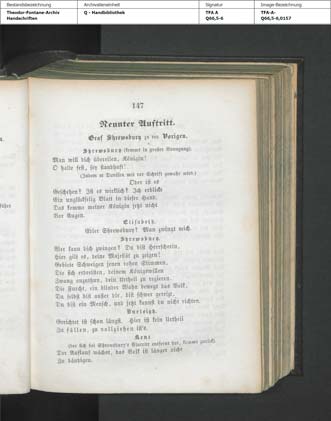 Bestandsbezeichnung
Archivalieneinheit
Signatur
Image-Bezeichnung
Theodor-Fontane-Archiv
Handschriften
Q - Handbibliothek
TFA A
Q66,5-6
TFA-A-
Q66,5-6,0157
147
Neunter Auftritt.
Graf Shrewsbury zu den Vorigen.
Shrewsbury (kommt in großer Bewegung).
Man will dich übereilen, Königin!
O halte fest, sey standhaft!
(Indem er Davison mit der Schrift gewahr wird.)
Oder ist es
Geschehen? Ist es wirklich? Ich erblicke
Ein unglückselig Blatt in dieser Hand,
Das komme meiner Königin jetzt nicht
Vor Augen.
Elisabeth.
Edler Shrewsbury! Man zwingt mich.
Shrewsbury.
Wer kann dich zwingen? Du bist Herrscherin,
Hier gilt es, deine Majestät zu zeigen!
Gebiete Schweigen jenen rohen Stimmen,
Die sich erdreisten, deinem Königswillen
Zwang anzuthun, dein Urtheil zu regieren.
Die Furcht, ein blinder Wahn bewegt das Volk,
Du selbst bist außer dir, bist schwer gereizt,
Du bist ein Mensch, und jetzt kannst du nicht richten.
Burleigh.
Gerichtet ist schon längst. Hier ist kein Urtheil
Zu fällen, zu vollziehen ist's.
Kent
(der sich bei Shrewsbury's Eintritt entfernt hat, kommt zurück).
Der Auflauf wächst, das Volk ist länger nicht
Zu bändigen.